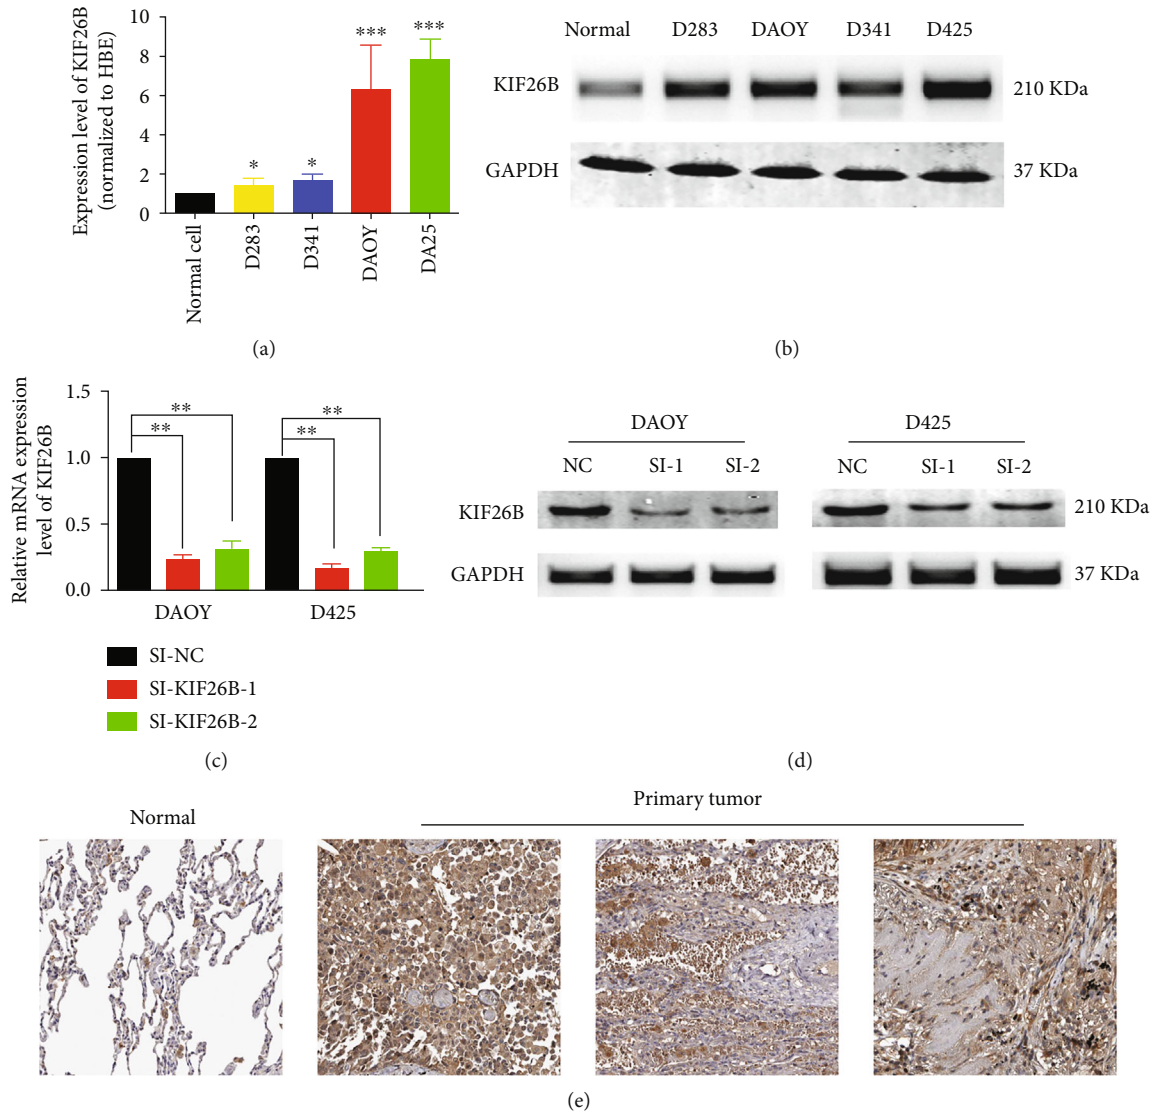 Expression level of KIF26B
(normalized to HBE)
10
8
6
4
2
0
*
*
***
***
Normal cell
D283
D341
DAOY
DA25
(a)
Normal D283 DAOY D341 D425
KIF26B 210 KDa
GAPDH 37 KDa
(b)
Relative mRNA expression
level of KIF26B
1.5
1.0
0.5
0.0
**
**
**
**
DAOY D425
SI-NC
SI-KIF26B-1
SI-KIF26B-2
(c)
DAOY D425
NC SI-1 SI-2 NC SI-1 SI-2
KIF26B 210 KDa
GAPDH 37 KDa
(d)
Normal Primary tumor
(e)